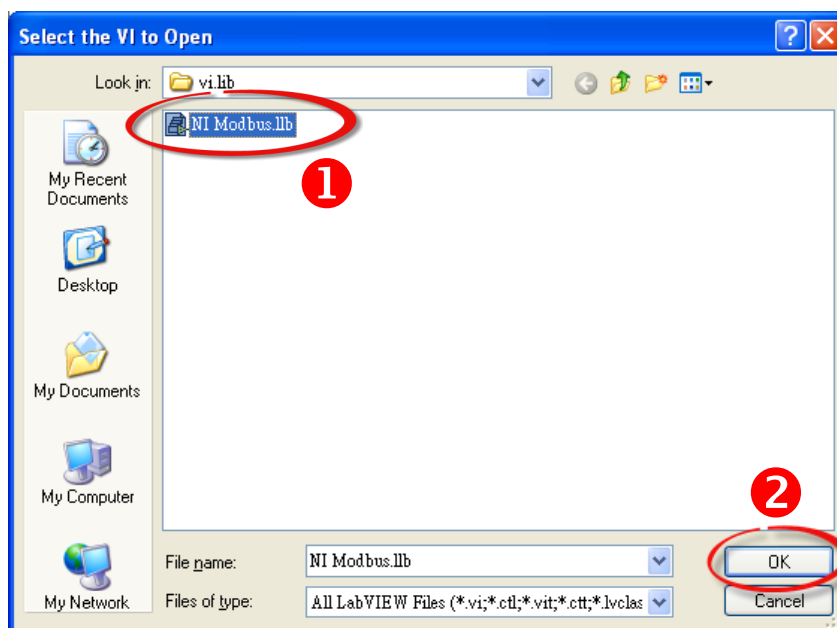 Select the VI to Open
Look in: vi.lib
NI Modbus.llb
1
My Recent
Documents
Desktop
My Documents
My Computer
2
File name: NI Modbus.llb OK
My Network Files of type: All LabVIEW Files (*.vi;*.ctl;*.vit;*.ctt;*.lvclas Cancel